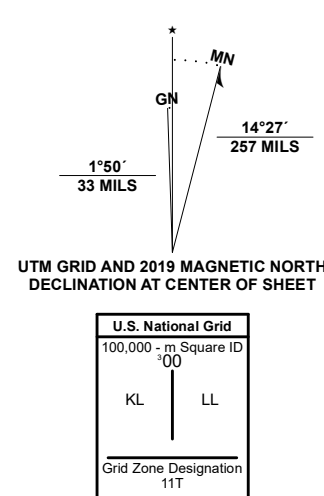 ★
MN
GN
14°27´
257 MILS
1°50´
33 MILS
UTM GRID AND 2019 MAGNETIC NORTH
DECLINATION AT CENTER OF SHEET
U.S. National Grid
100,000 - m Square ID
³00
KL LL
Grid Zone Designation
11T